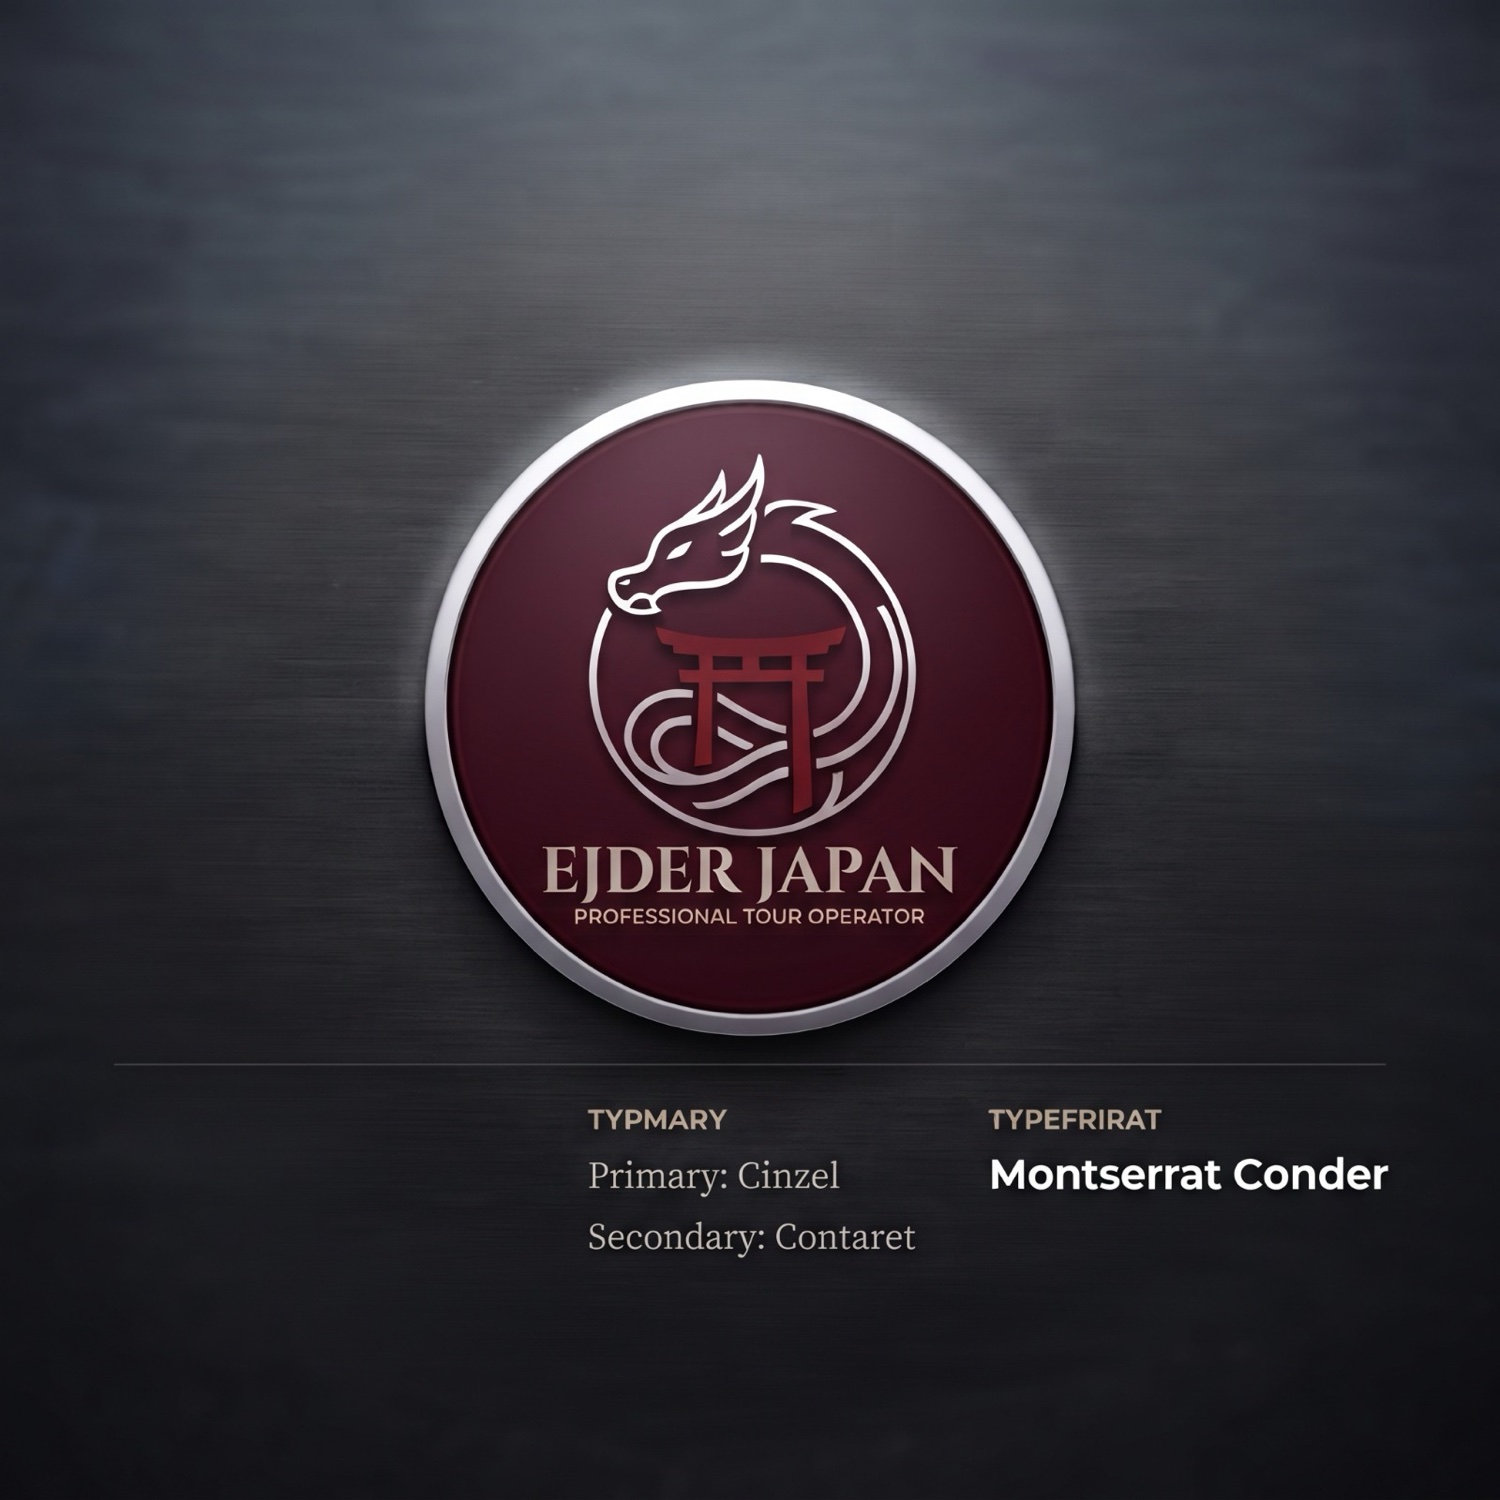 EJDER JAPAN
PROFESSIONAL TOUR OPERATOR
TYPMARY
Primary: Cinzel
Secondary: Contaret
TYPEFRIRAT
Montserrat Conder